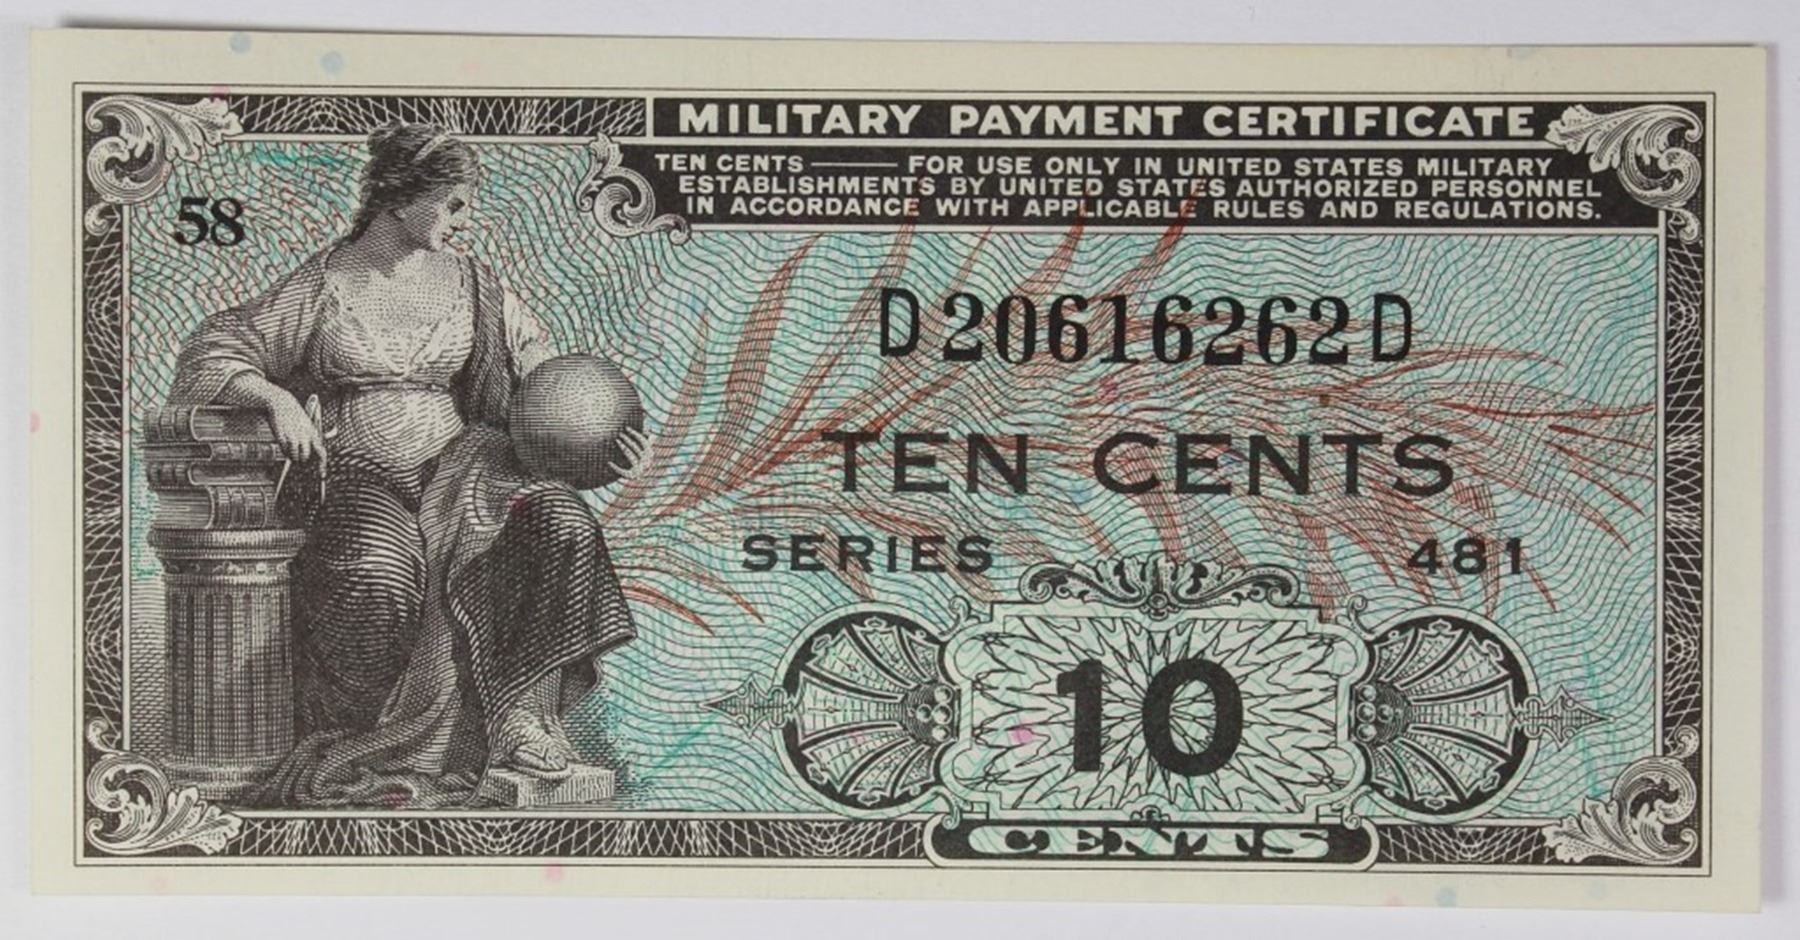 MILITARY PAYMENT CERTIFICATE
TEN CENTS —— FOR USE ONLY IN UNITED STATES MILITARY
ESTABLISHMENTS BY UNITED STATES AUTHORIZED PERSONNEL
IN ACCORDANCE WITH APPLICABLE RULES AND REGULATIONS.
58
D20616262D
TEN CENTS
SERIES 481
10
CENTS